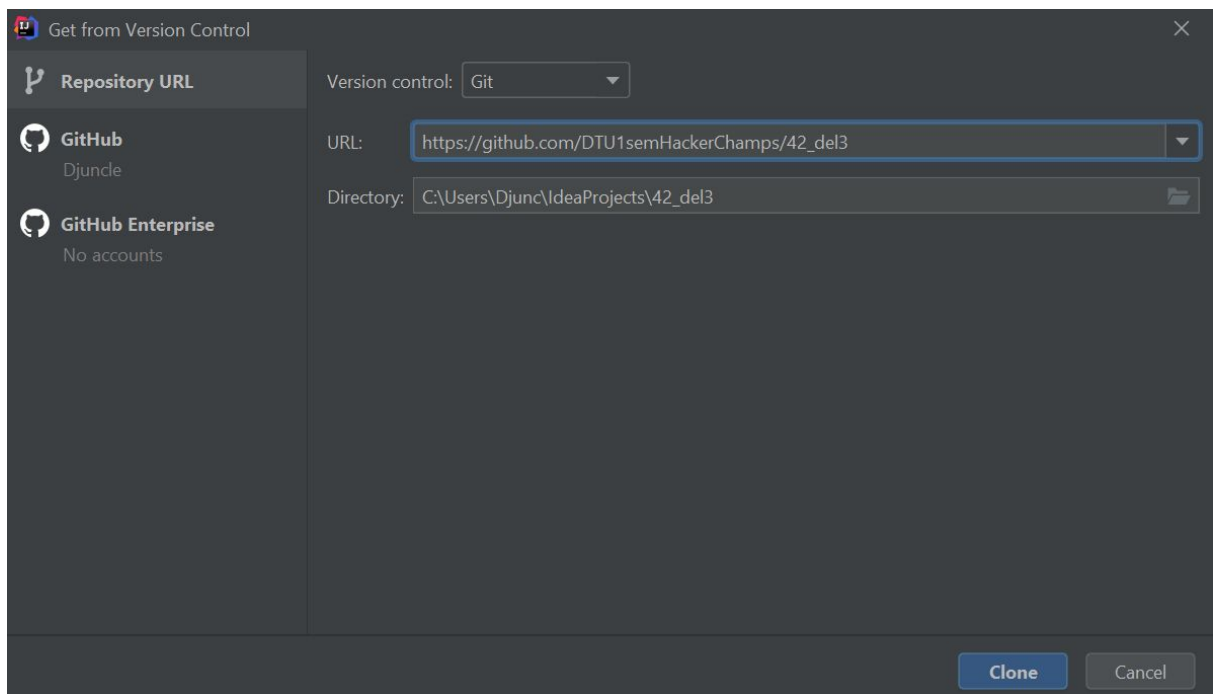 Get from Version Control
Repository URL
GitHub
Djuncle
GitHub Enterprise
No accounts
Version control: Git
URL: https://github.com/DTU1semHackerChamps/42_del3
Directory: C:\Users\Djunc\IdeaProjects\42_del3
Clone Cancel